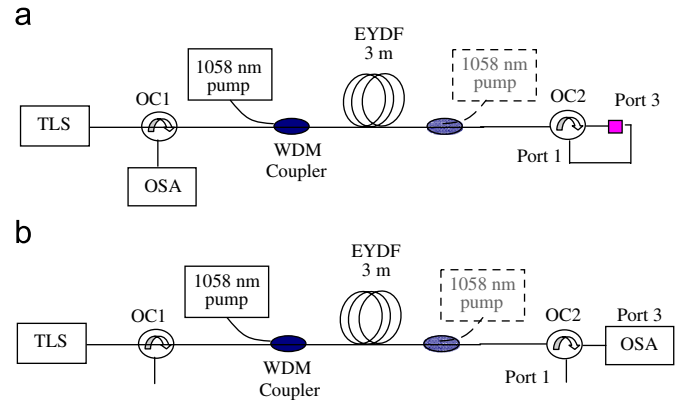 a
EYDF
3 m
1058 nm
pump
1058 nm
pump
OC1
OC2
Port 3
TLS
WDM
Coupler
Port 1
OSA
b
EYDF
3 m
1058 nm
pump
1058 nm
pump
OC1
OC2
Port 3
TLS
OSA
WDM
Coupler
Port 1